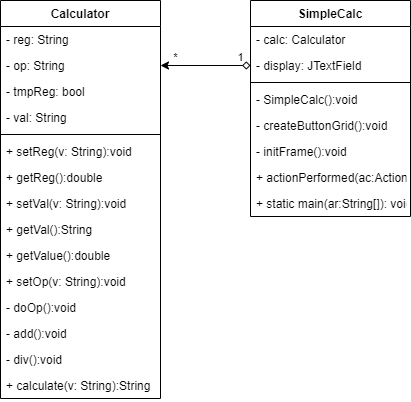 Calculator
- reg: String
- op: String
- tmpReg: bool
- val: String
+ setReg(v: String):void
+ getReg():double
+ setVal(v: String):void
+ getVal():String
+ getValue():double
+ setOp(v: String):void
- doOp():void
- add():void
- div():void
+ calculate(v: String):String
* 1
SimpleCalc
- calc: Calculator
- display: JTextField
- SimpleCalc():void
- createButtonGrid():void
- initFrame():void
+ actionPerformed(ac:Action
+ static main(ar:String[]): voi